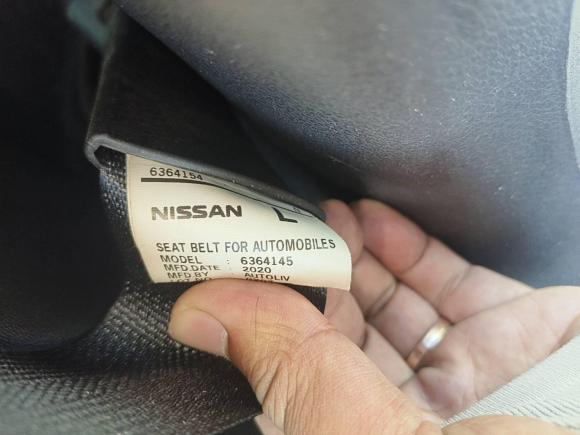 6364154
NISSAN L
SEAT BELT FOR AUTOMOBILES
MODEL : 6364145
MFD.DATE : 2020
MFD.BY AUTOLIV